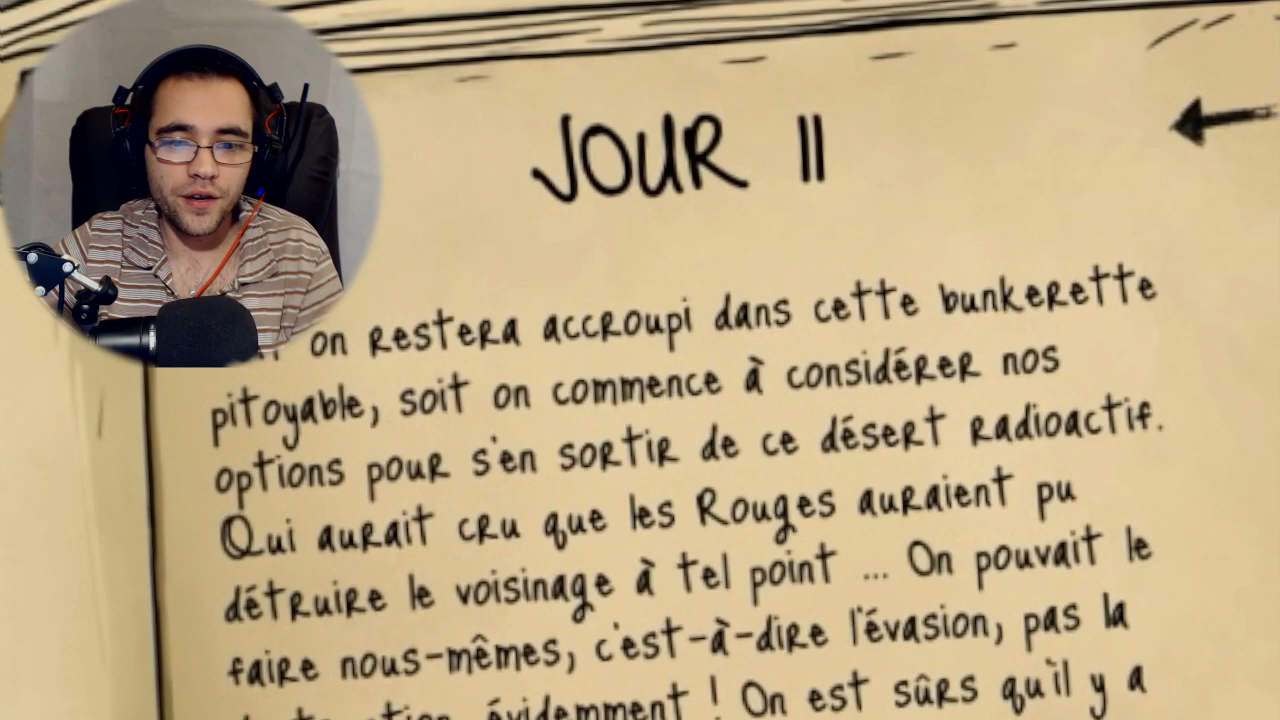 JOUR 11
on restera accroupi dans cette bunkerette
pitoyable, soit on commence à considérer nos
options pour s'en sortir de ce désert radioactif.
Qui aurait cru que les Rouges auraient pu
détruire le voisinage à tel point ... On pouvait le
faire nous-mêmes, c'est-à-dire l'évasion, pas la
évidemment ! On est sûrs qu'il y a